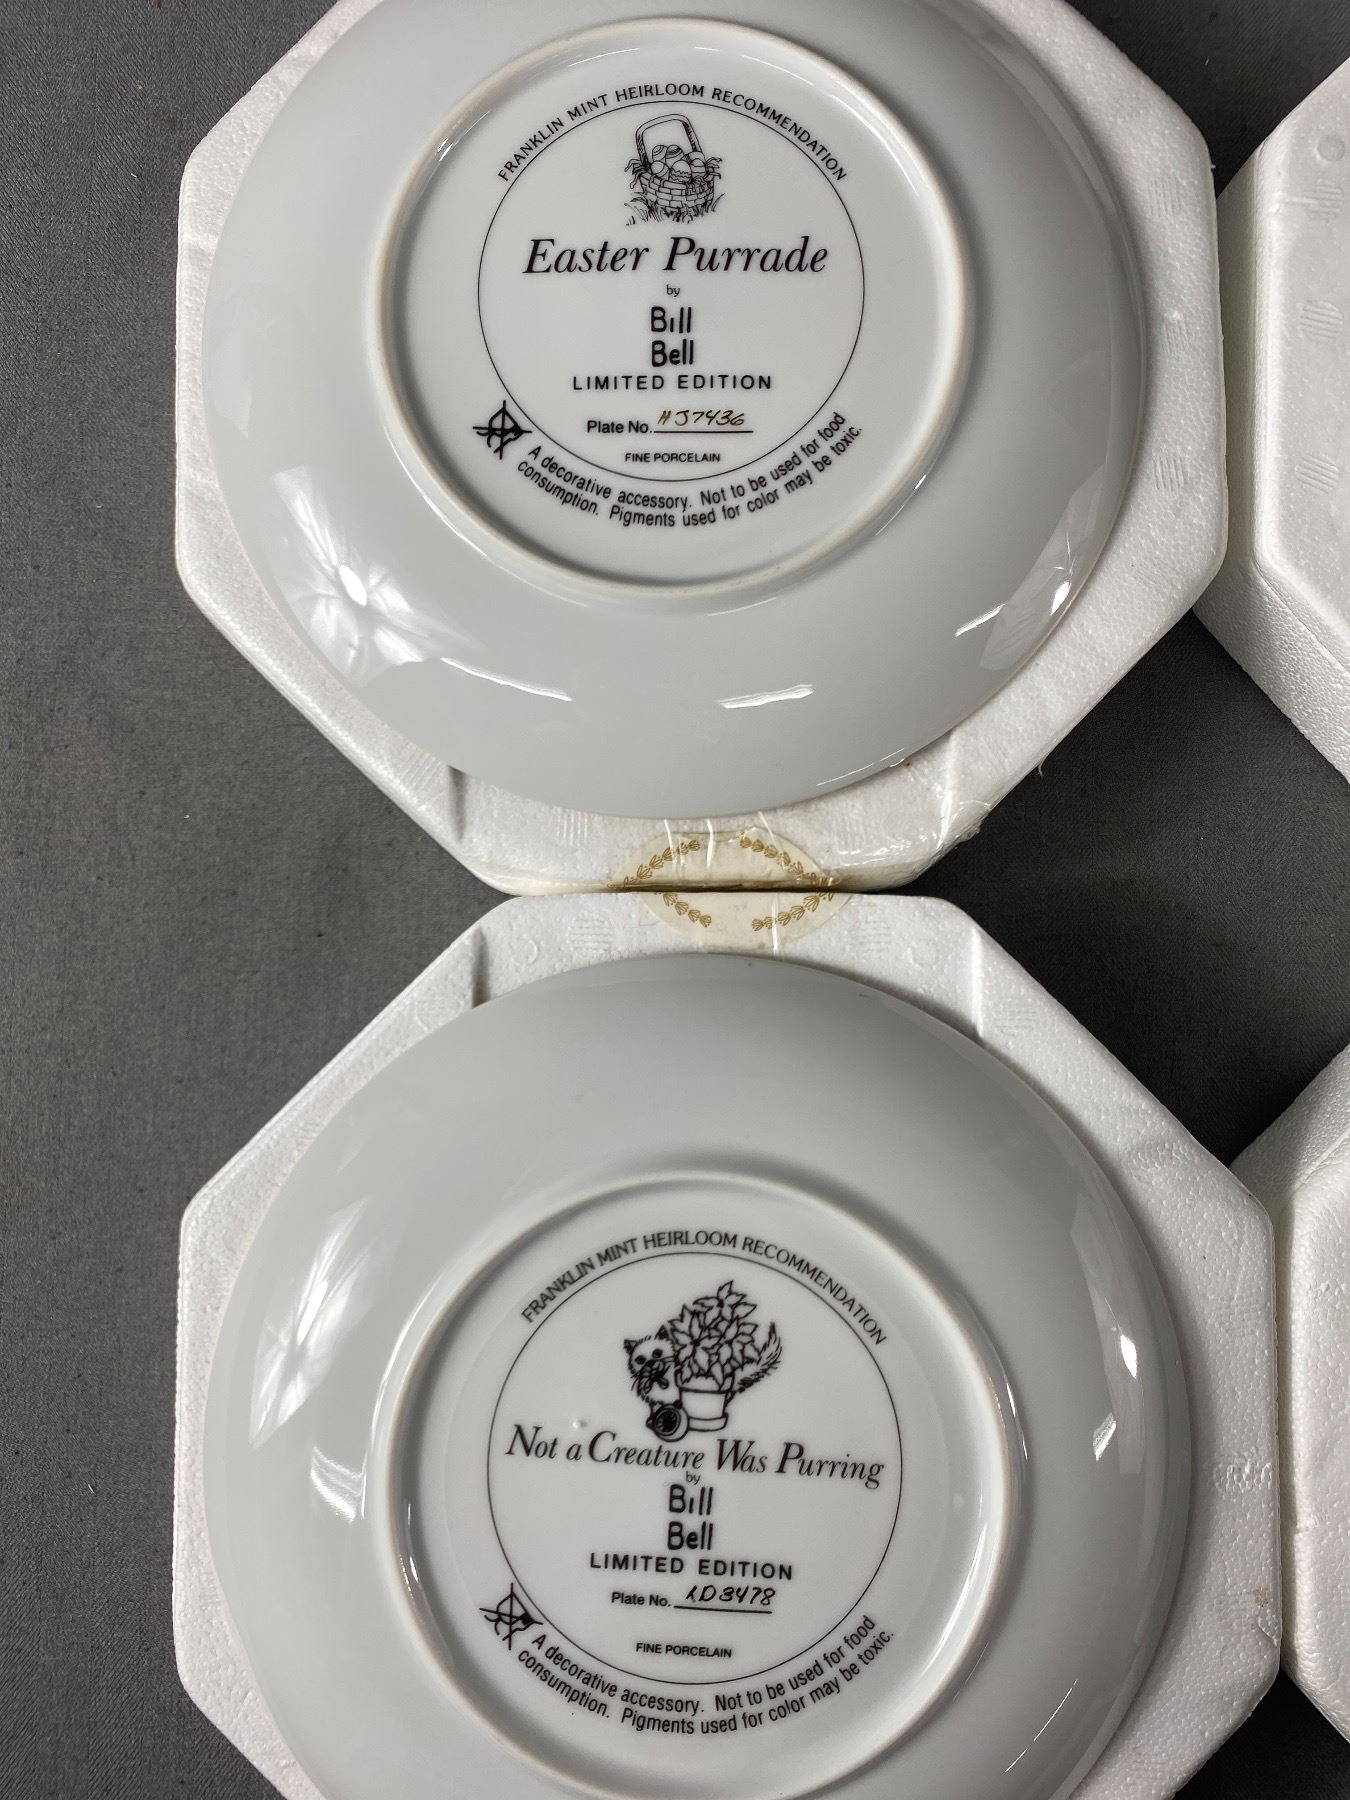 FRANKLIN MINT HEIRLOOM RECOMMENDATION
Easter Purrade
by
Bill
Bell
LIMITED EDITION
Plate No. HJ7436
FINE PORCELAIN
A decorative accessory. Not to be used for food
consumption. Pigments used for color may be toxic.
FRANKLIN MINT HEIRLOOM RECOMMENDATION
Not a Creature Was Purring
by
Bill
Bell
LIMITED EDITION
Plate No. LD3478
FINE PORCELAIN
A decorative accessory. Not to be used for food
consumption. Pigments used for color may be toxic.